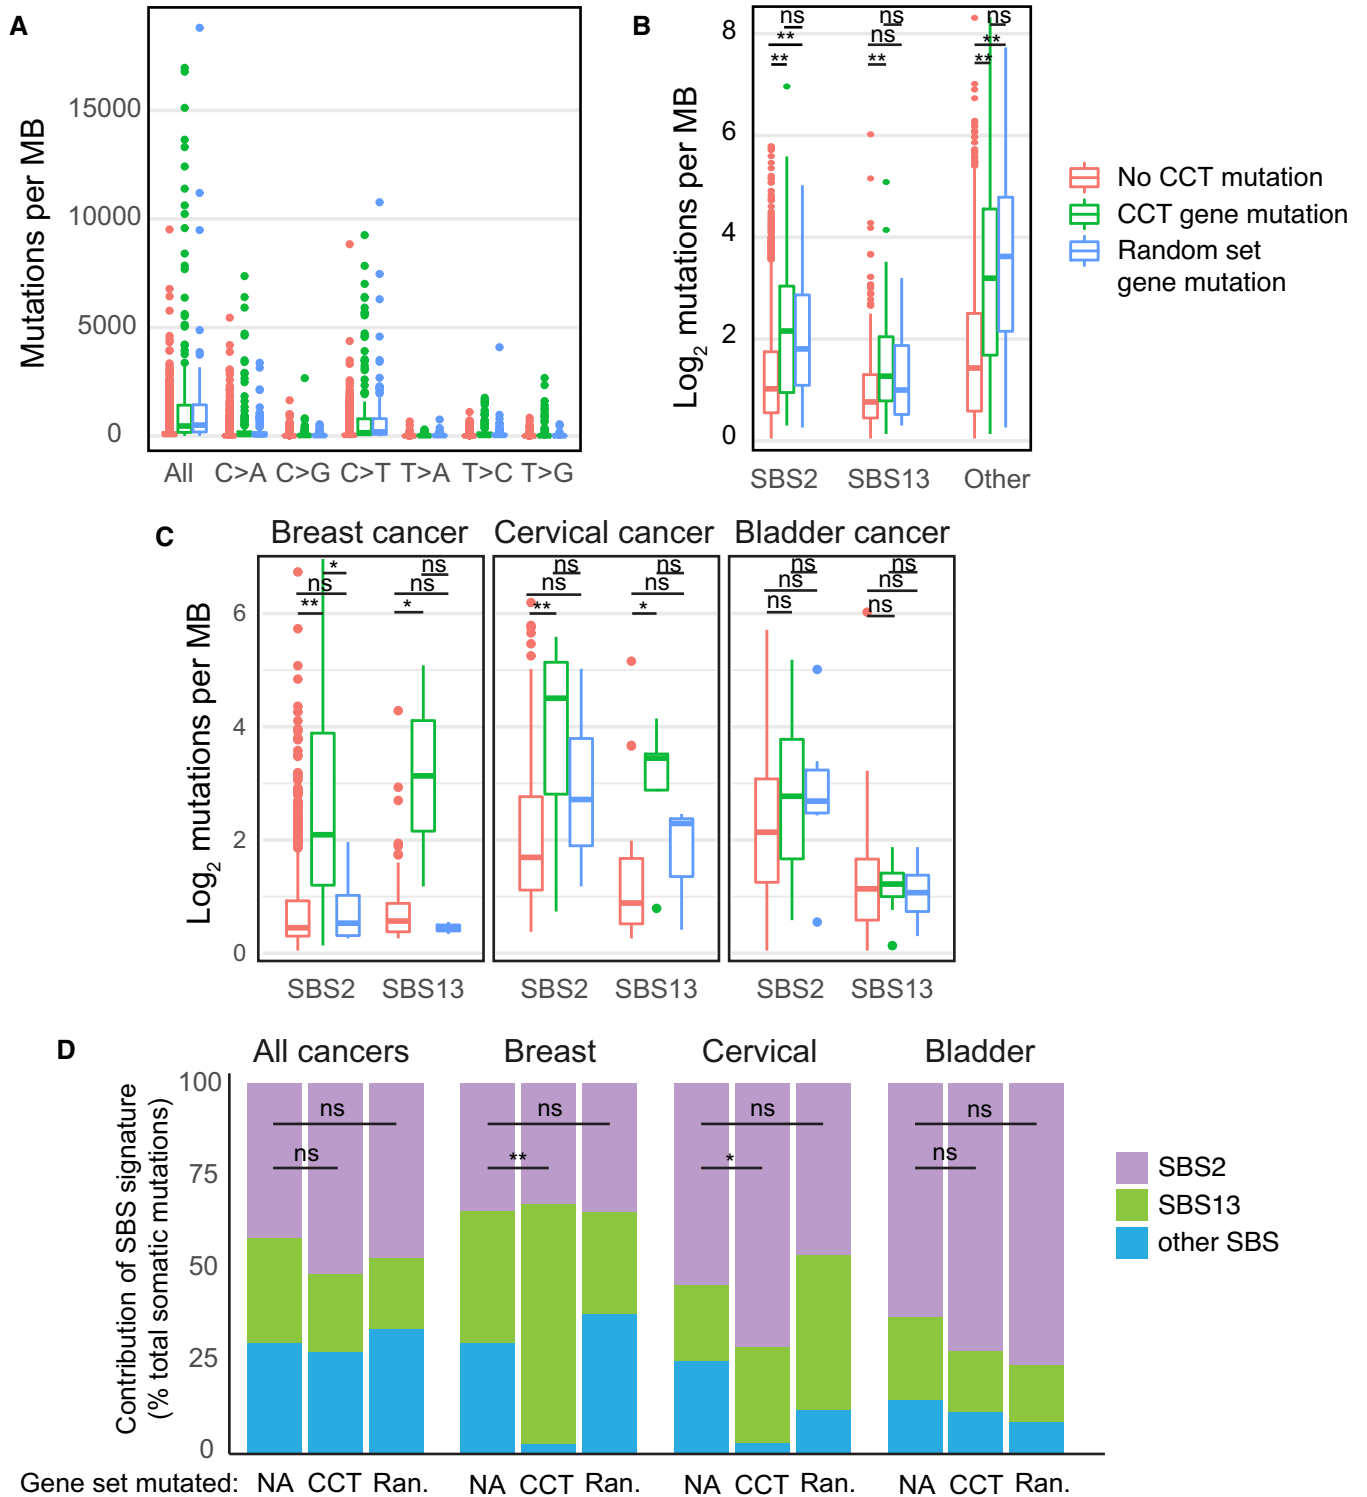 A
Mutations per MB
15000
10000
5000
0
All C>A C>G C>T T>A T>C T>G
B
Log2 mutations per MB
8
6
4
2
0
ns
**
**
ns
ns
**
ns
**
**
SBS2 SBS13 Other
No CCT mutation
CCT gene mutation
Random set
gene mutation
C
Breast cancer Cervical cancer Bladder cancer
Log2 mutations per MB
6
4
2
0
*
ns
**
ns
ns
*
ns
ns
**
ns
ns
*
ns
ns
ns
ns
ns
ns
SBS2 SBS13 SBS2 SBS13 SBS2 SBS13
D
All cancers Breast Cervical Bladder
Contribution of SBS signature
(% total somatic mutations)
100
75
50
25
0
ns
ns
ns
**
ns
*
ns
ns
SBS2
SBS13
other SBS
Gene set mutated: NA CCT Ran. NA CCT Ran. NA CCT Ran. NA CCT Ran.